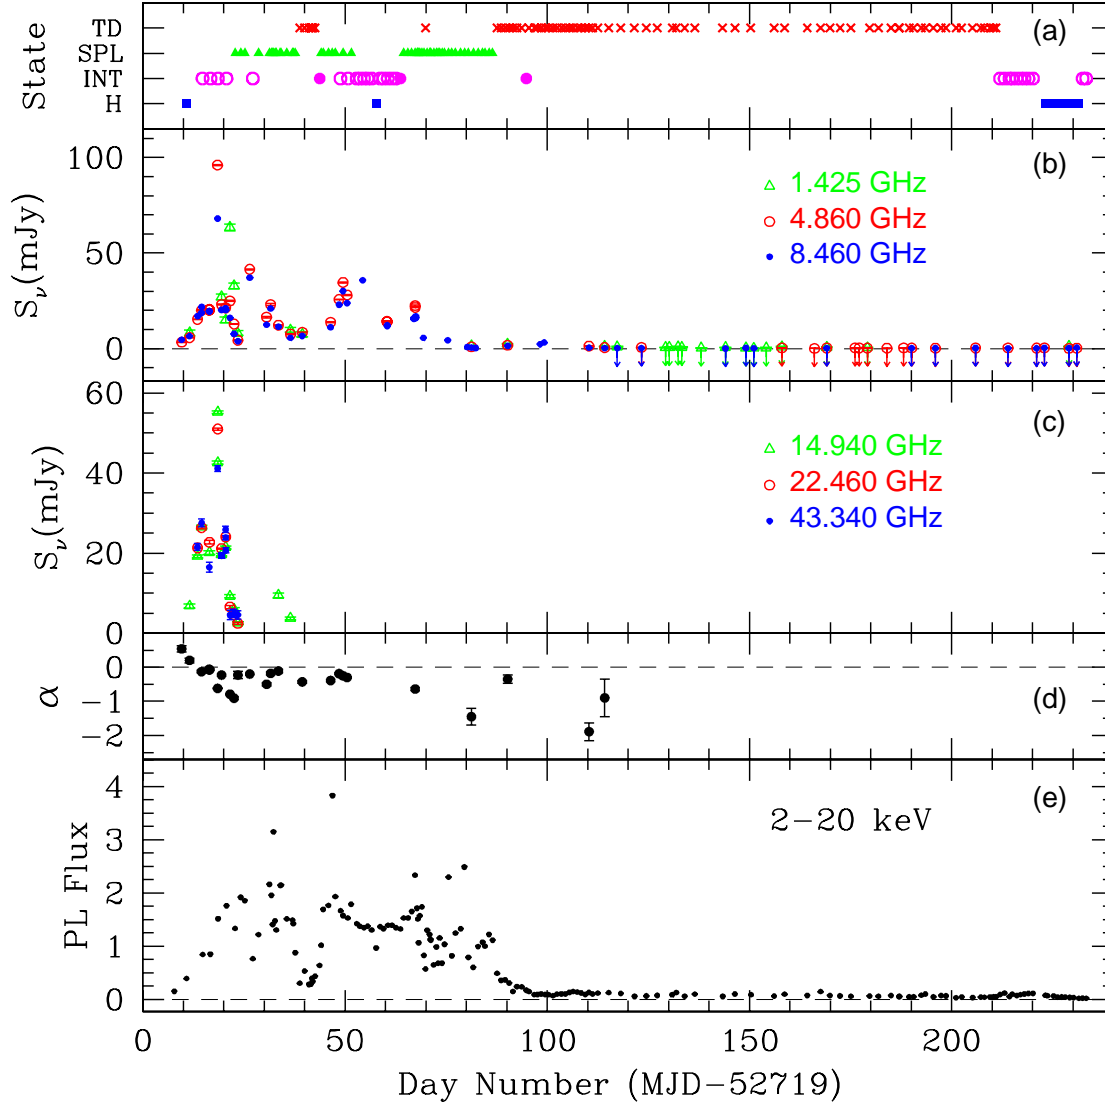 State
TD
SPL
INT
H
(a)
S_ν(mJy)
100
50
0
(b)
1.425 GHz
4.860 GHz
8.460 GHz
S_ν(mJy)
60
40
20
0
(c)
14.940 GHz
22.460 GHz
43.340 GHz
α
0
−1
−2
(d)
PL Flux
4
3
2
1
0
(e)
2−20 keV
0 50 100 150 200
Day Number (MJD−52719)